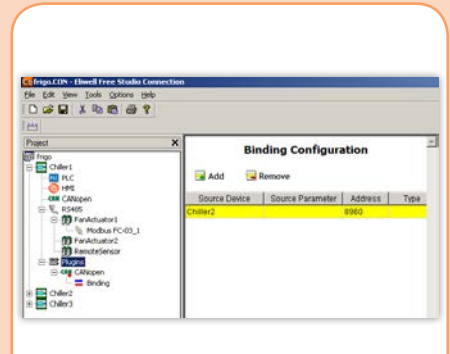 frigo.CON - Eliwell Free Studio Connection
File Edit View Tools Options Help
Project
frigo
Chiller1
PLC
HMI
CANopen
RS485
FanActuator1
Modbus FC-03_1
FanActuator2
RemoteSensor
Plugins
CANopen
Binding
Chiller2
Chiller3
Binding Configuration
Add Remove
Source Device Source Parameter Address Type
Chiller2 8960